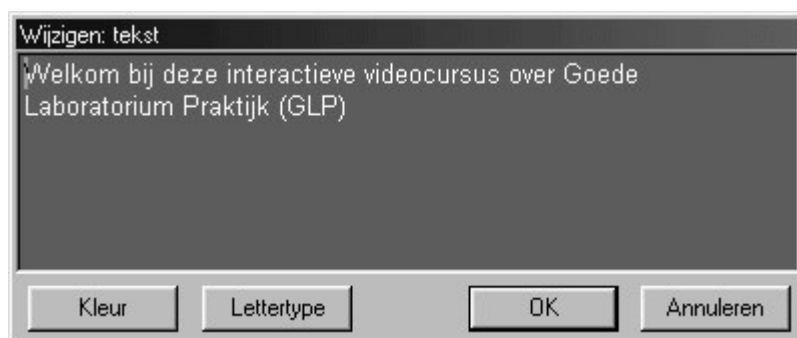 Wijzigen: tekst
Welkom bij deze interactieve videocursus over Goede
Laboratorium Praktijk (GLP)
Kleur
Lettertype
OK
Annuleren